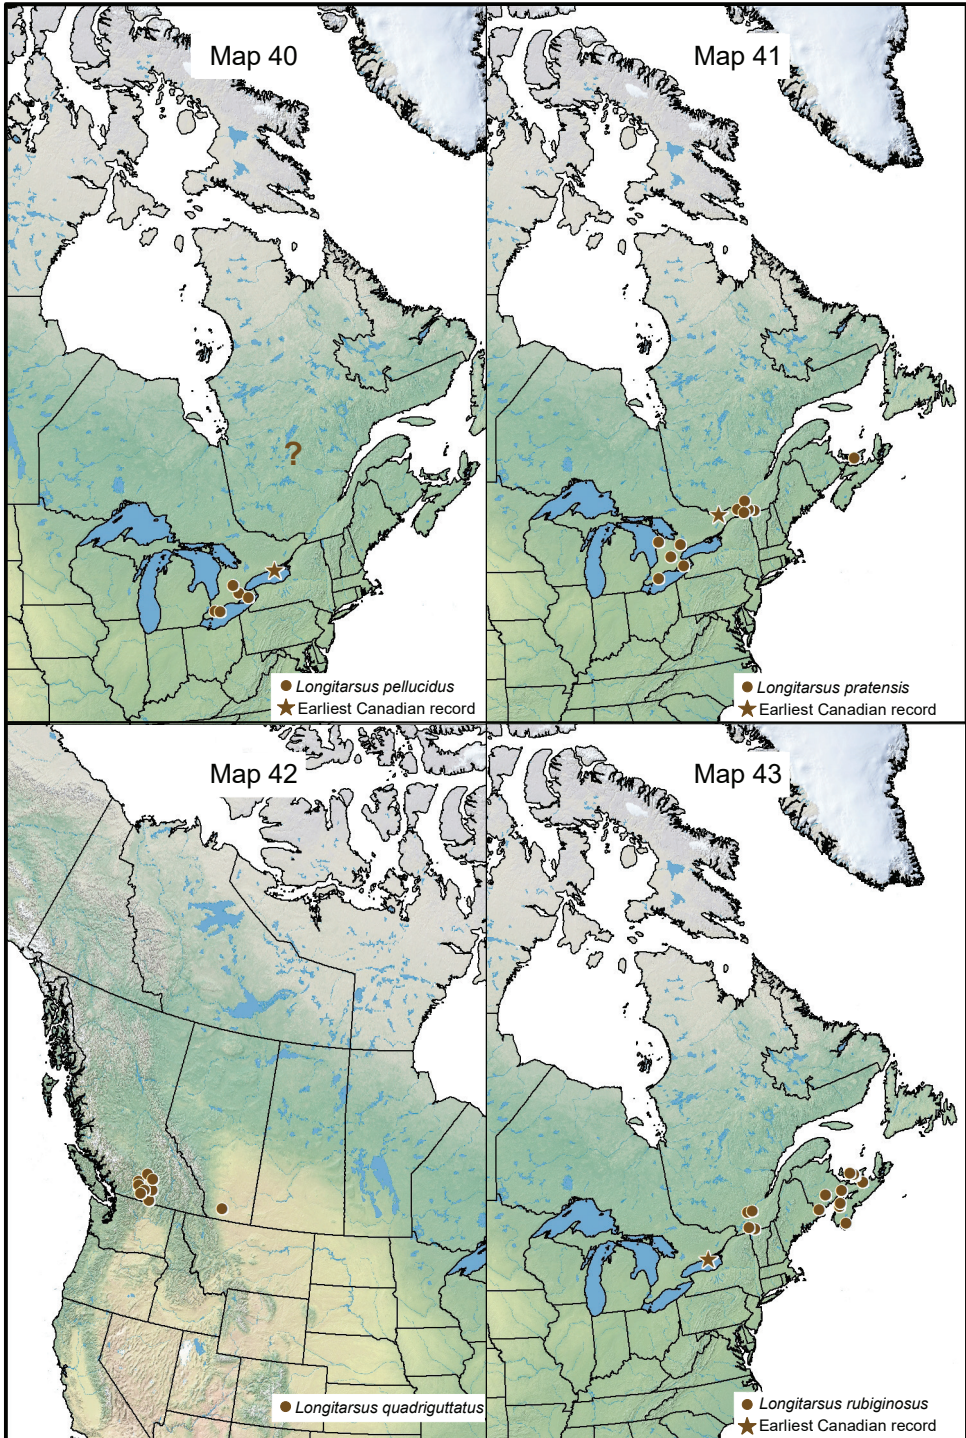 Map 40
?
Longitarsus pellucidus
Earliest Canadian record
Map 41
Longitarsus pratensis
Earliest Canadian record
Map 42
Longitarsus quadriguttatus
Map 43
Longitarsus rubiginosus
Earliest Canadian record